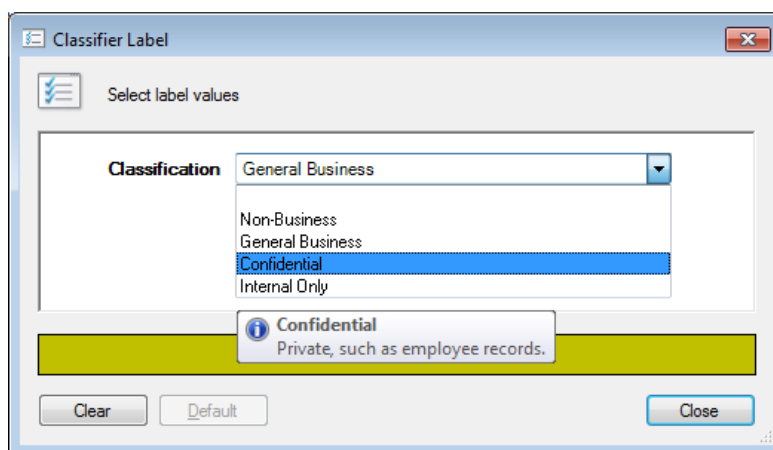 Classifier Label
Select label values
Classification General Business
Non-Business
General Business
Confidential
Internal Only
Confidential
Private, such as employee records.
Clear Default Close